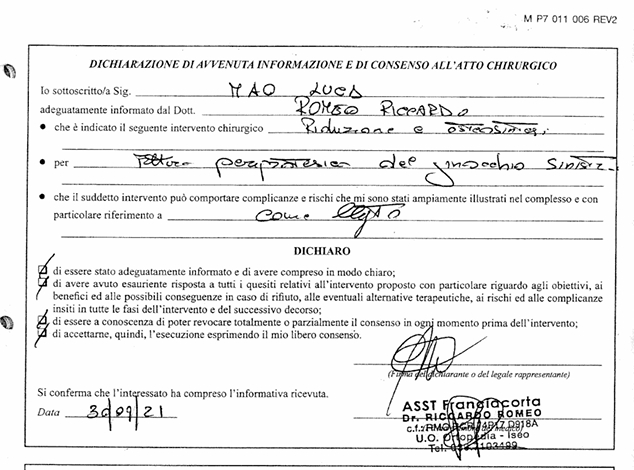 M P7 011 006 REV2
DICHIARAZIONE DI AVVENUTA INFORMAZIONE E DI CONSENSO ALL'ATTO CHIRURGICO
Io sottoscritto/a Sig. MAO LUCA
adeguatamente informato dal Dott. ROMEO RICCARDO
• che è indicato il seguente intervento chirurgico Riduzione e osteosintesi
• per frattura periprotesica del ginocchio sinist.
• che il suddetto intervento può comportare complicanze e rischi che mi sono stati ampiamente illustrati nel complesso e con
particolare riferimento a come
DICHIARO
di essere stato adeguatamente informato e di avere compreso in modo chiaro;
di avere avuto esauriente risposta a tutti i quesiti relativi all'intervento proposto con particolare riguardo agli obiettivi, ai
benefici ed alle possibili conseguenze in caso di rifiuto, alle eventuali alternative terapeutiche, ai rischi ed alle complicanze
insiti in tutte le fasi dell'intervento e del successivo decorso;
di essere a conoscenza di poter revocare totalmente o parzialmente il consenso in ogni momento prima dell'intervento;
di accettarne, quindi, l'esecuzione esprimendo il mio libero consenso.
(Firma del dichiarante o del legale rappresentante)
Si conferma che l'interessato ha compreso l'informativa ricevuta.
ASST Franciacorta
Data 30/09/21
Dr. RICCARDO ROMEO
c.f.:
U.O. Ortopedia - Iseo
Tel.